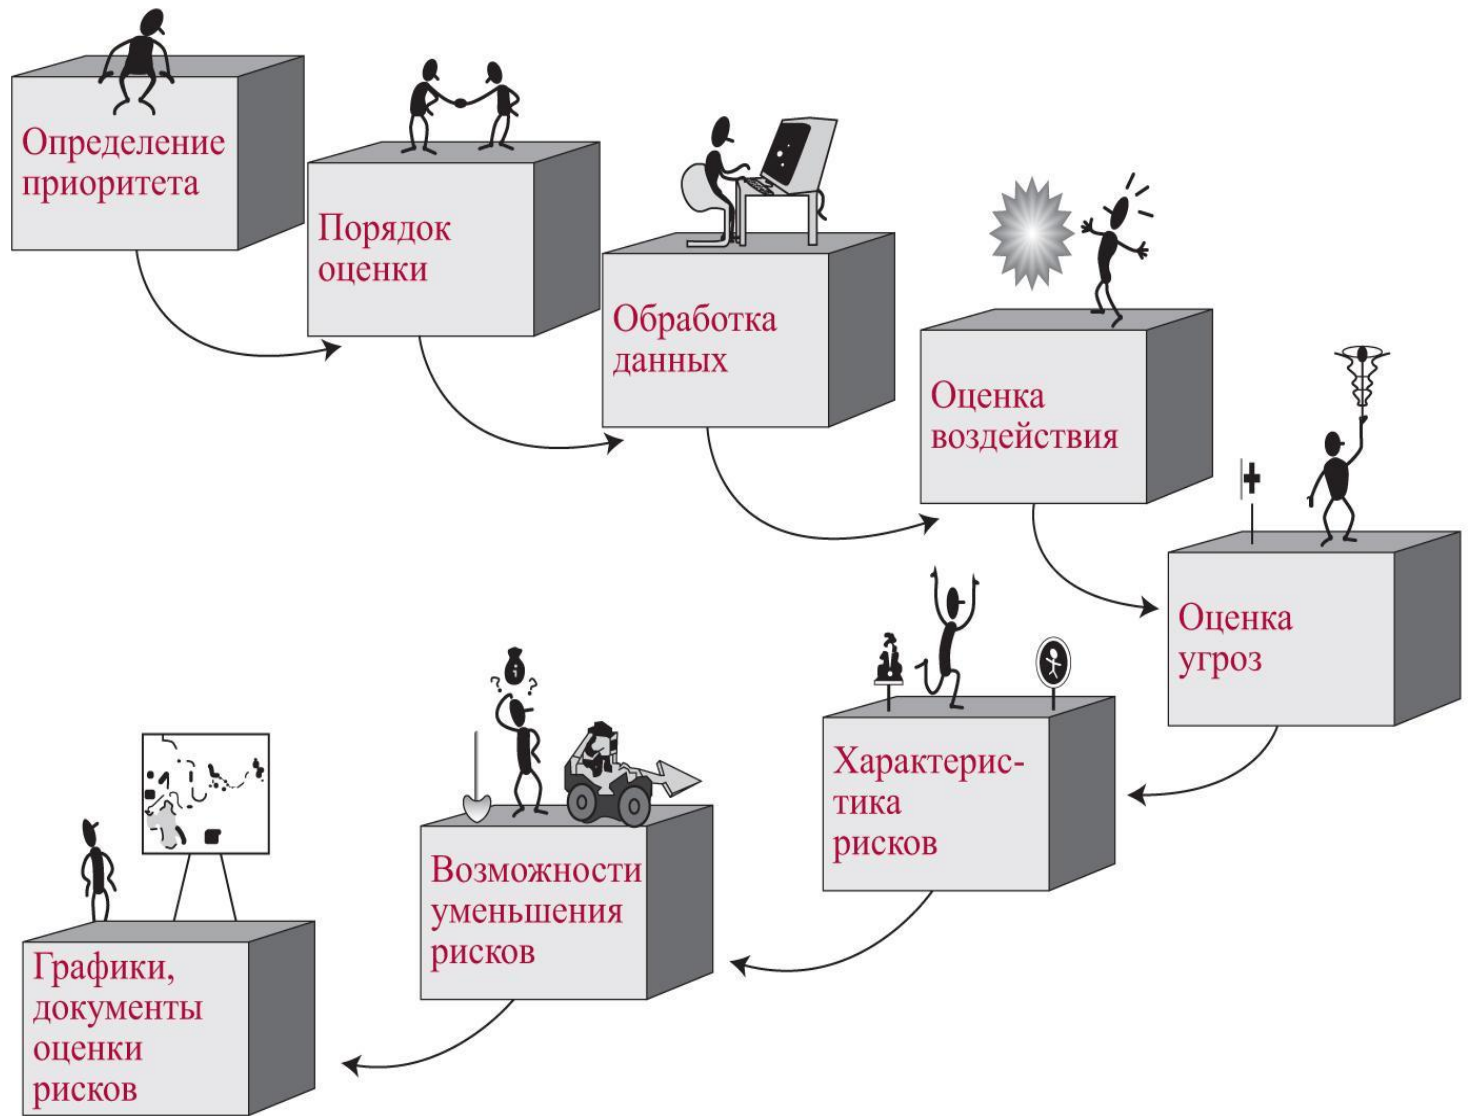 Определение
приоритета
Порядок
оценки
Обработка
данных
Оценка
воздействия
Оценка
угроз
Характерис-
тика
рисков
Возможности
уменьшения
рисков
Графики,
документы
оценки
рисков